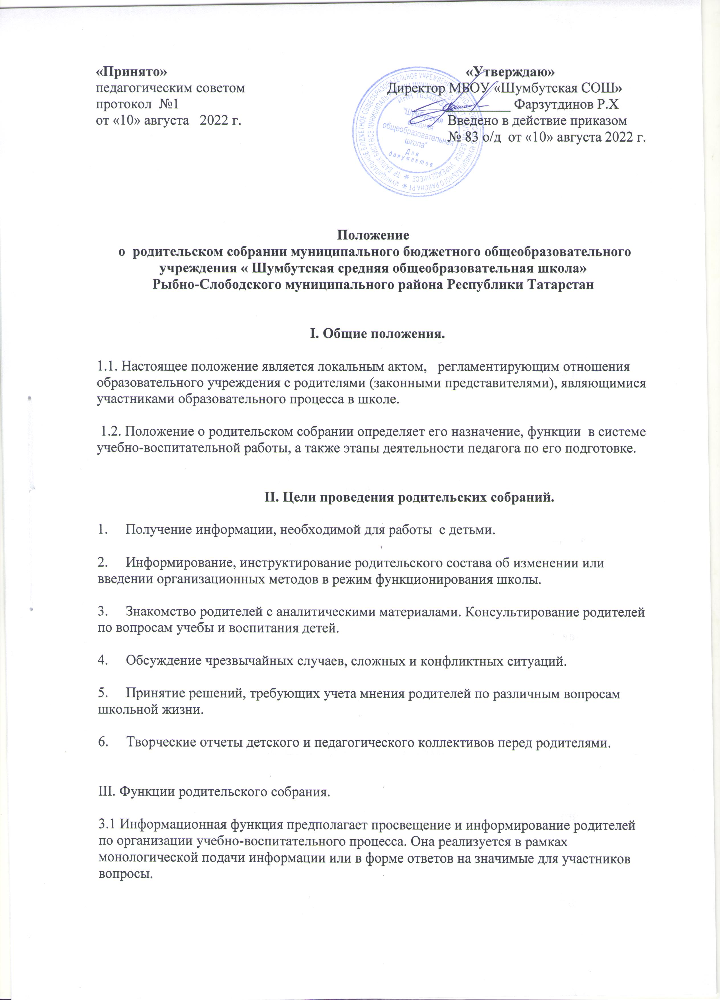 «Принято»
педагогическим советом
протокол №1
от «10» августа 2022 г.
«Утверждаю»
Директор МБОУ «Шумбутская СОШ»
Фарзутдинов Р.Х
Введено в действие приказом
№ 83 о/д от «10» августа 2022 г.
"Шумбутская
средняя
общеобразовательная
школа"
Для
документов
Положение
о родительском собрании муниципального бюджетного общеобразовательного
учреждения « Шумбутская средняя общеобразовательная школа»
Рыбно-Слободского муниципального района Республики Татарстан
I. Общие положения.
1.1. Настоящее положение является локальным актом, регламентирующим отношения
образовательного учреждения с родителями (законными представителями), являющимися
участниками образовательного процесса в школе.
1.2. Положение о родительском собрании определяет его назначение, функции в системе
учебно-воспитательной работы, а также этапы деятельности педагога по его подготовке.
II. Цели проведения родительских собраний.
1. Получение информации, необходимой для работы с детьми.
2. Информирование, инструктирование родительского состава об изменении или
введении организационных методов в режим функционирования школы.
3. Знакомство родителей с аналитическими материалами. Консультирование родителей
по вопросам учебы и воспитания детей.
4. Обсуждение чрезвычайных случаев, сложных и конфликтных ситуаций.
5. Принятие решений, требующих учета мнения родителей по различным вопросам
школьной жизни.
6. Творческие отчеты детского и педагогического коллективов перед родителями.
III. Функции родительского собрания.
3.1 Информационная функция предполагает просвещение и информирование родителей
по организации учебно-воспитательного процесса. Она реализуется в рамках
монологической подачи информации или в форме ответов на значимые для участников
вопросы.